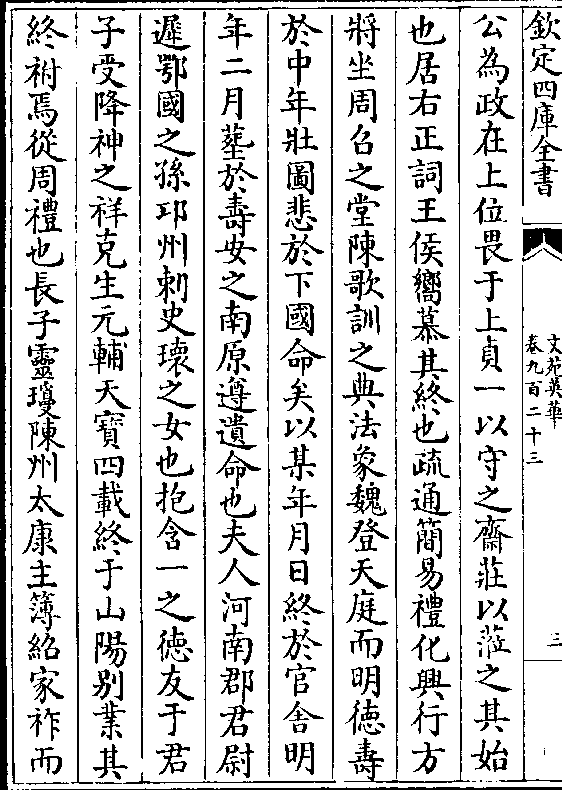 欽定四庫全書
文苑英華
卷九百二十三
三
公為政在上位畏于上貞一以守之齋莊以蒞之其始
也居右正詞王侯嚮慕其終也疏通簡易禮化興行方
將坐周召之堂陳歌訓之典法象魏登天庭而明徳壽
於中年壯圖悲於下國命矣以某年月日終於官舍明
年二月塟於壽安之南原遵遺命也夫人河南郡君尉
遲鄂國之孫邛州刺史瓌之女也抱含一之徳友于君
子受降神之祥克生元輔天寶四載終于山陽别業其
終祔焉從周禮也長子靈瓊陳州太康主簿紹家祚而